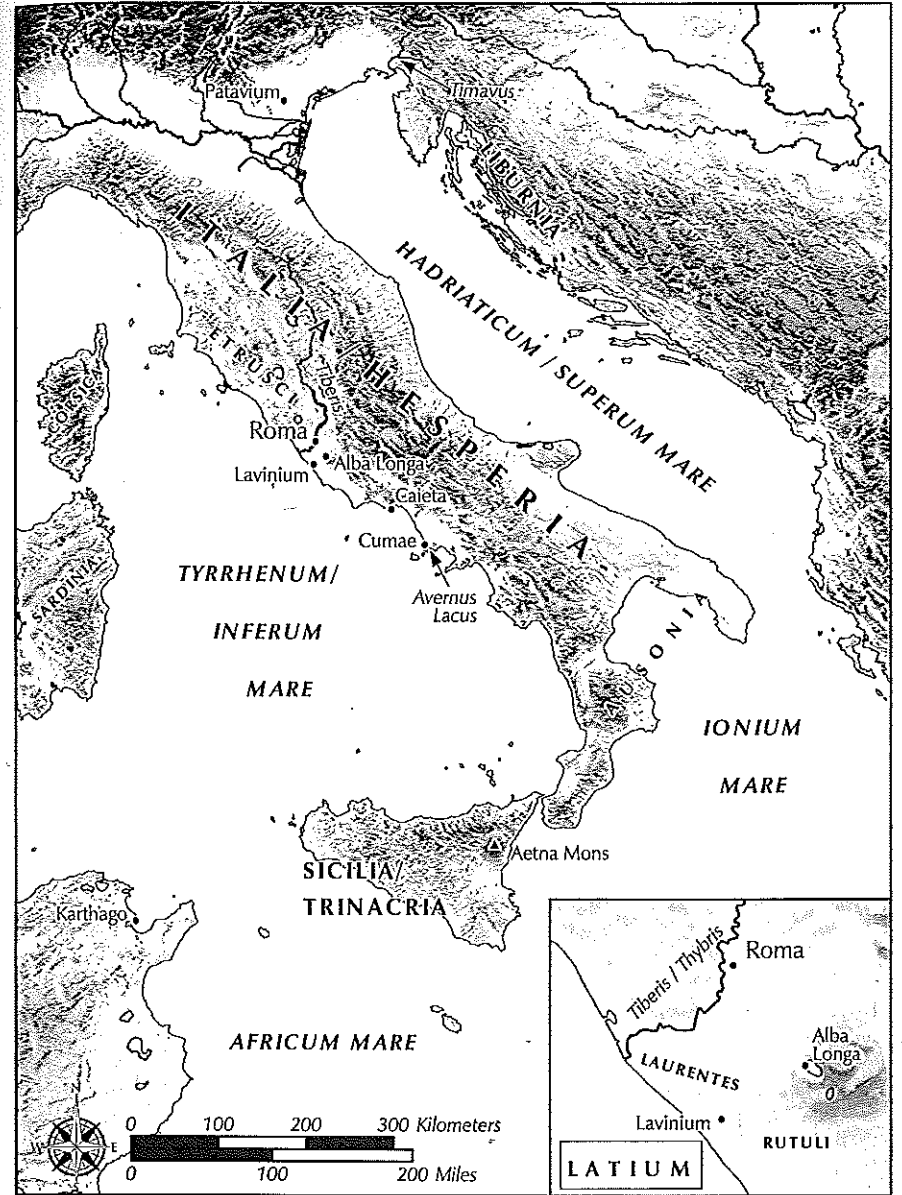 Patavium
Timavus
LIBURNIA
ITALIA / HESPERIA
HADRIATICUM / SUPERUM MARE
ETRUSCI
Tiberis
CORSICA
Roma
Alba Longa
Lavinium
Caieta
Cumae
Avernus
Lacus
SARDINIA
TYRRHENUM/
INFERUM
MARE
AUSONIA
IONIUM
MARE
Aetna Mons
SICILIA/
TRINACRIA
Karthago
AFRICUM MARE
N
W E
0 100 200 300 Kilometers
0 100 200 Miles
Tiberis / Thybris
Roma
Alba
Longa
LAURENTES
Lavinium
RUTULI
LATIUM